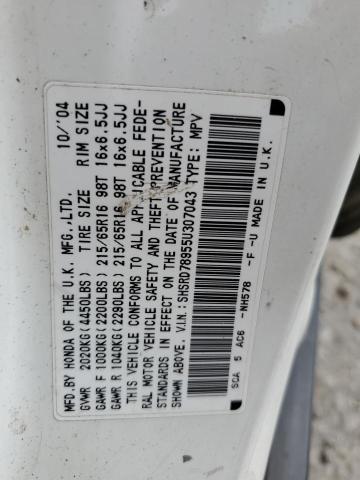 MFD.BY HONDA OF THE U.K. MFG.,LTD. 10/'04
GVWR 2020KG(4450LBS) TIRE SIZE RIM SIZE
GAWR F 1000KG(2200LBS) 215/65R16 98T 16x6.5JJ
GAWR R 1040KG(2290LBS) 215/65R16 98T 16x6.5JJ
THIS VEHICLE CONFORMS TO ALL APPLICABLE FEDE-
RAL MOTOR VEHICLE SAFETY AND THEFT PREVENTION
STANDARDS IN EFFECT ON THE DATE OF MANUFACTURE
SHOWN ABOVE. V.I.N.: SHSRD78955U307043 TYPE: MPV
SCA 5 AC6 -NH578 -F -U MADE IN U.K.